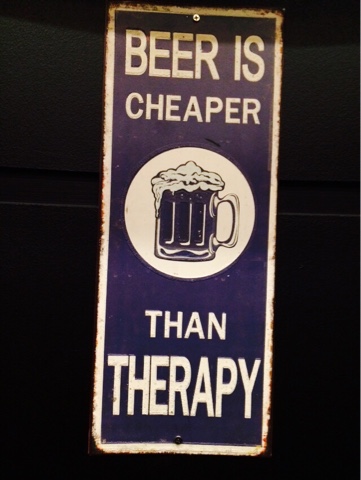 BEER IS
CHEAPER
THAN
THERAPY